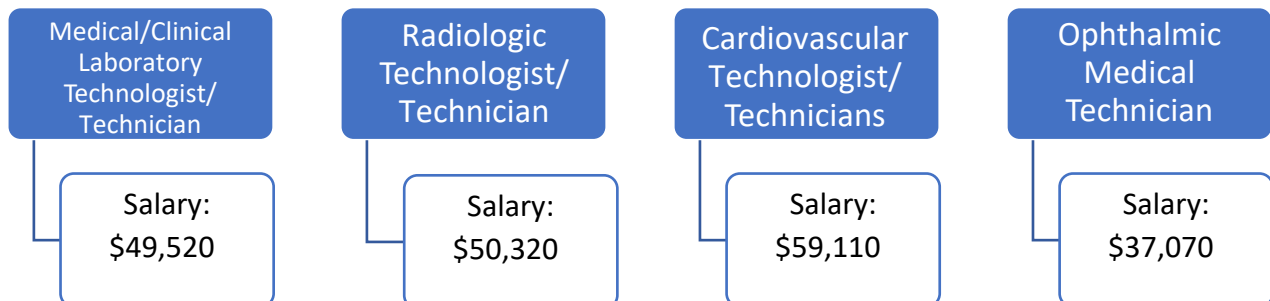 Medical/Clinical
Laboratory
Technologist/
Technician
Salary:
$49,520
Radiologic
Technologist/
Technician
Salary:
$50,320
Cardiovascular
Technologist/
Technicians
Salary:
$59,110
Ophthalmic
Medical
Technician
Salary:
$37,070